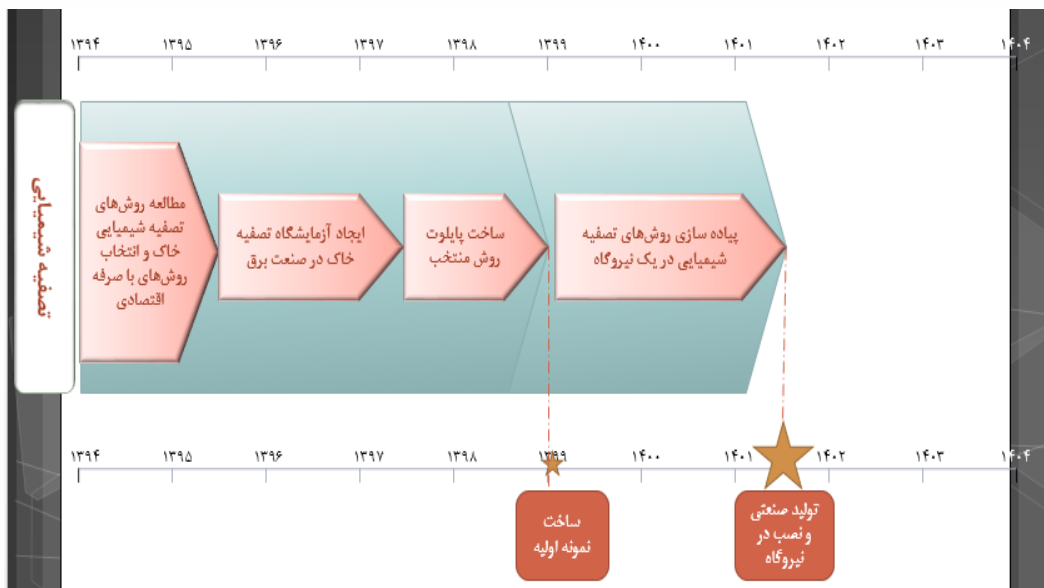 ۱۳۹۴ ۱۳۹۵ ۱۳۹۶ ۱۳۹۷ ۱۳۹۸ ۱۳۹۹ ۱۴۰۰ ۱۴۰۱ ۱۴۰۲ ۱۴۰۳ ۱۴۰۴
تصفیه شیمیایی
مطالعه روش‌های
تصفیه شیمیایی
خاک و انتخاب
روش‌های با صرفه
اقتصادی
ایجاد آزمایشگاه تصفیه
خاک در صنعت برق
ساخت پایلوت
روش منتخب
پیاده سازی روش‌های تصفیه
شیمیایی در یک نیروگاه
۱۳۹۴ ۱۳۹۵ ۱۳۹۶ ۱۳۹۷ ۱۳۹۸ ۱۳۹۹ ۱۴۰۰ ۱۴۰۱ ۱۴۰۲ ۱۴۰۳ ۱۴۰۴
ساخت
نمونه اولیه
تولید صنعتی
و نصب در
نیروگاه